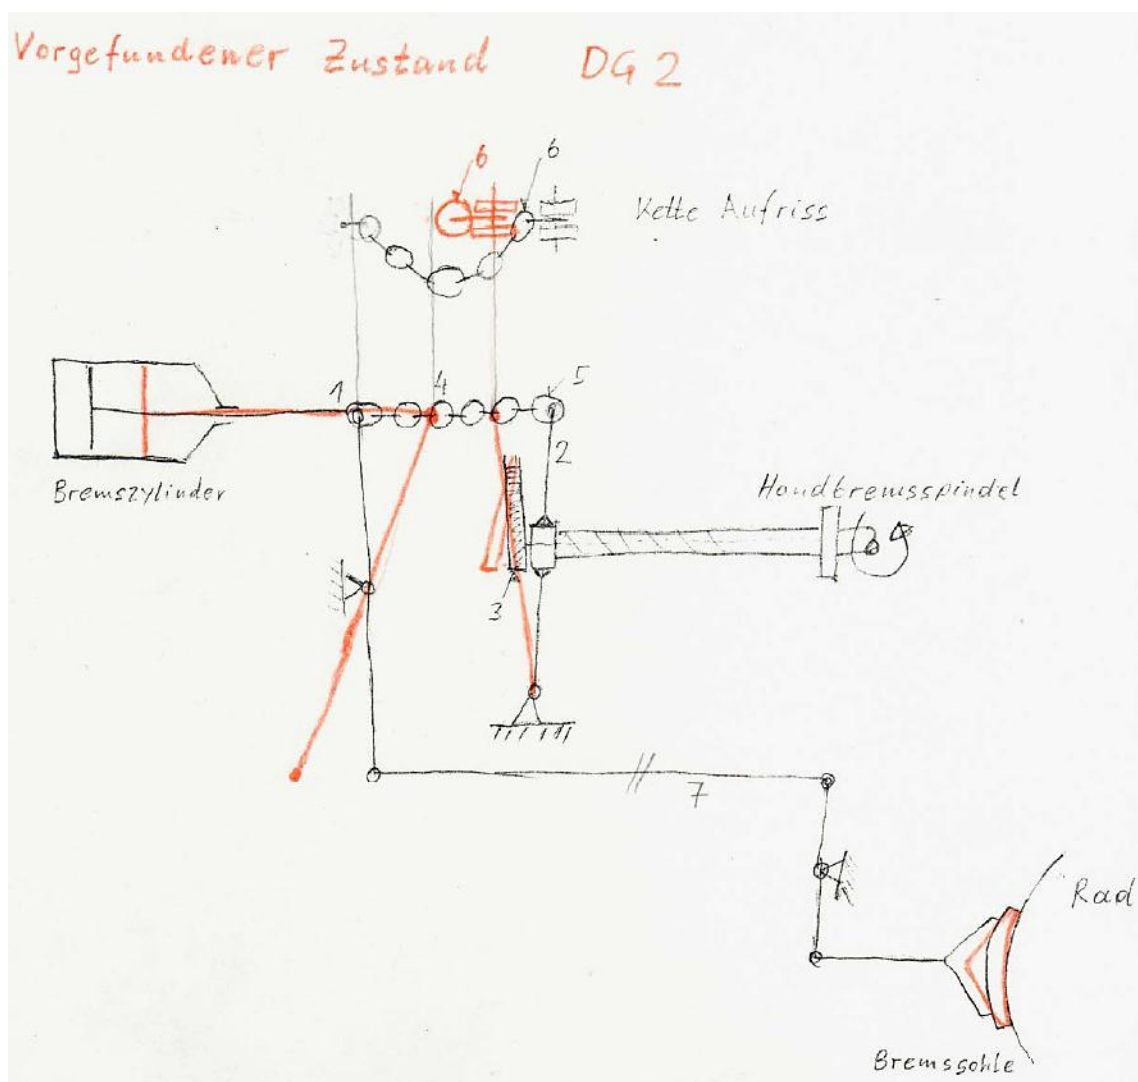 Vorgefundener Zustand DG 2
6 6
Kette Aufriss
1 4 5
2
Bremszylinder
Handbremsspindel
3
7
Rad
Bremssohle